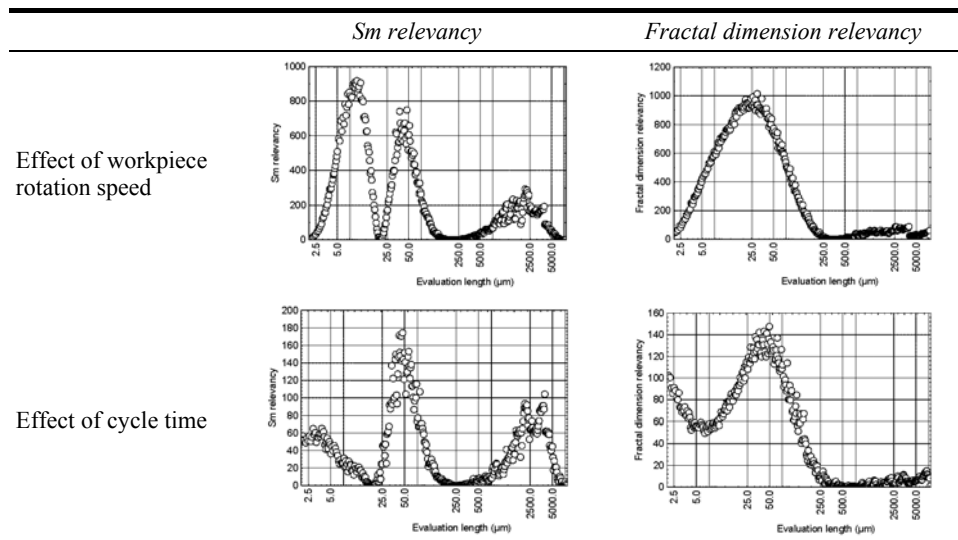 Sm relevancy Fractal dimension relevancy
Effect of workpiece
rotation speed
1000
800
600
400
200
0
Sm relevancy
2.5 5.0 25.0 50.0 250.0 500.0 2500.0 5000.0
Evaluation length (µm)
1200
1000
800
600
400
200
0
Fractal dimension relevancy
2.5 5.0 25.0 50.0 250.0 500.0 2500.0 5000.0
Evaluation length (µm)
Effect of cycle time
200
180
160
140
120
100
80
60
40
20
0
Sm relevancy
2.5 5.0 25.0 50.0 250.0 500.0 2500.0 5000.0
Evaluation length (µm)
160
140
120
100
80
60
40
20
0
Fractal dimension relevancy
2.5 5.0 25.0 50.0 250.0 500.0 2500.0 5000.0
Evaluation length (µm)